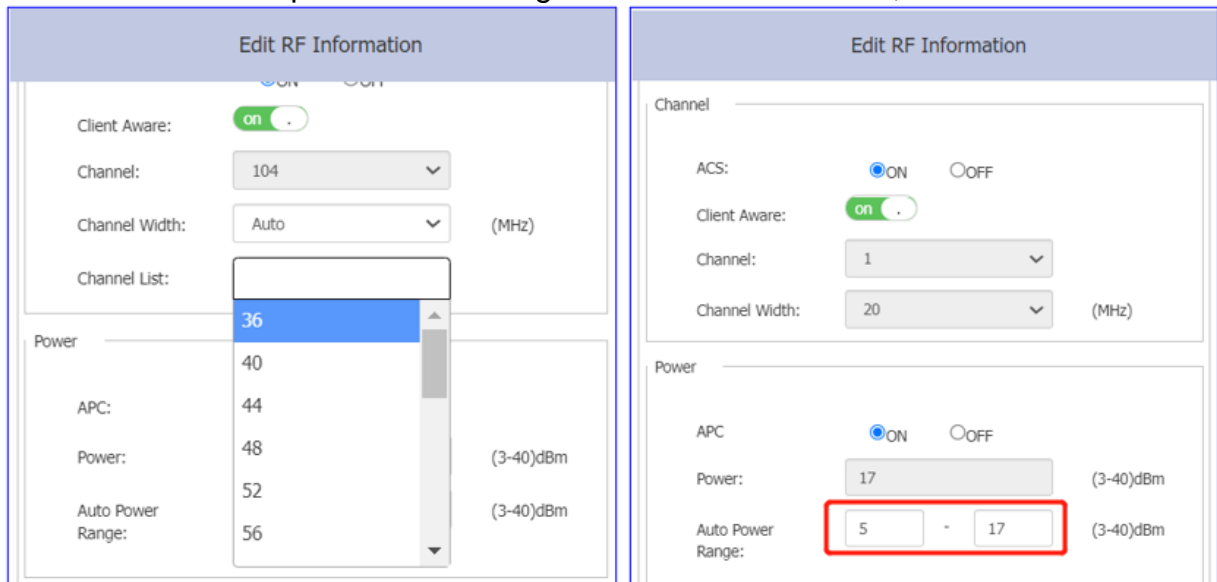 Edit RF Information
Client Aware: on .
Channel: 104
Channel Width: Auto (MHz)
Channel List:
36
40
44
48
52
56
Power
APC:
Power: (3-40)dBm
Auto Power Range: (3-40)dBm
Edit RF Information
Channel
ACS: ON OFF
Client Aware: on .
Channel: 1
Channel Width: 20 (MHz)
Power
APC ON OFF
Power: 17 (3-40)dBm
Auto Power Range: 5 - 17 (3-40)dBm